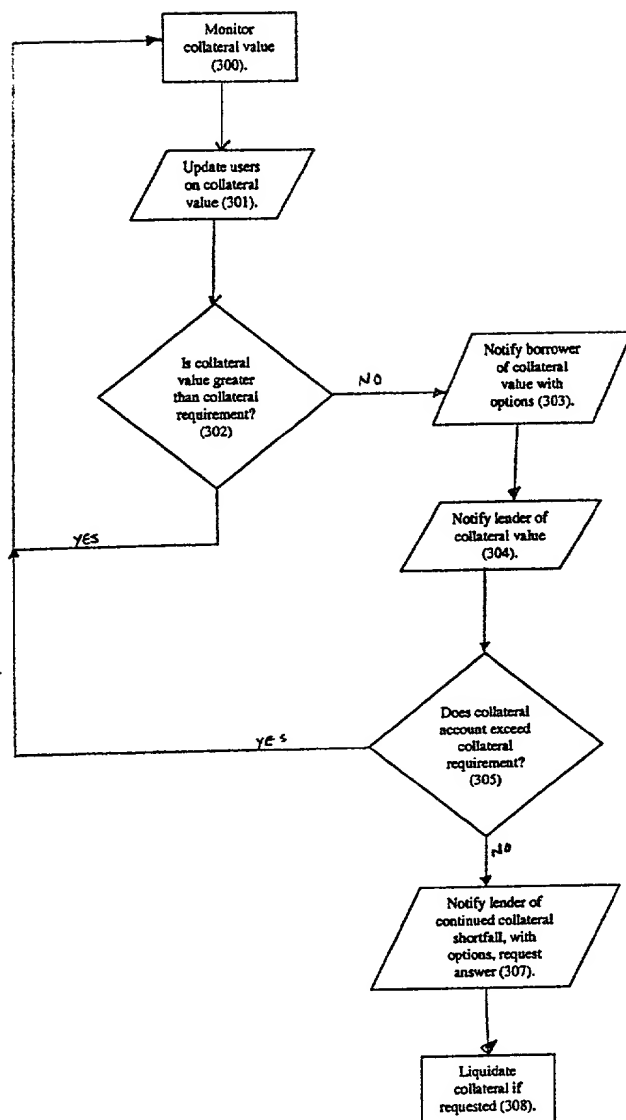 Monitor
collateral value
(300).
Update users
on collateral
value (301).
Is collateral
value greater
than collateral
requirement?
(302)
NO
Notify borrower
of collateral
value with
options (303).
YES
Notify lender of
collateral value
(304).
Does collateral
account exceed
collateral
requirement?
(305)
YES
NO
Notify lender of
continued collateral
shortfall, with
options, request
answer (307).
Liquidate
collateral if
requested (308).